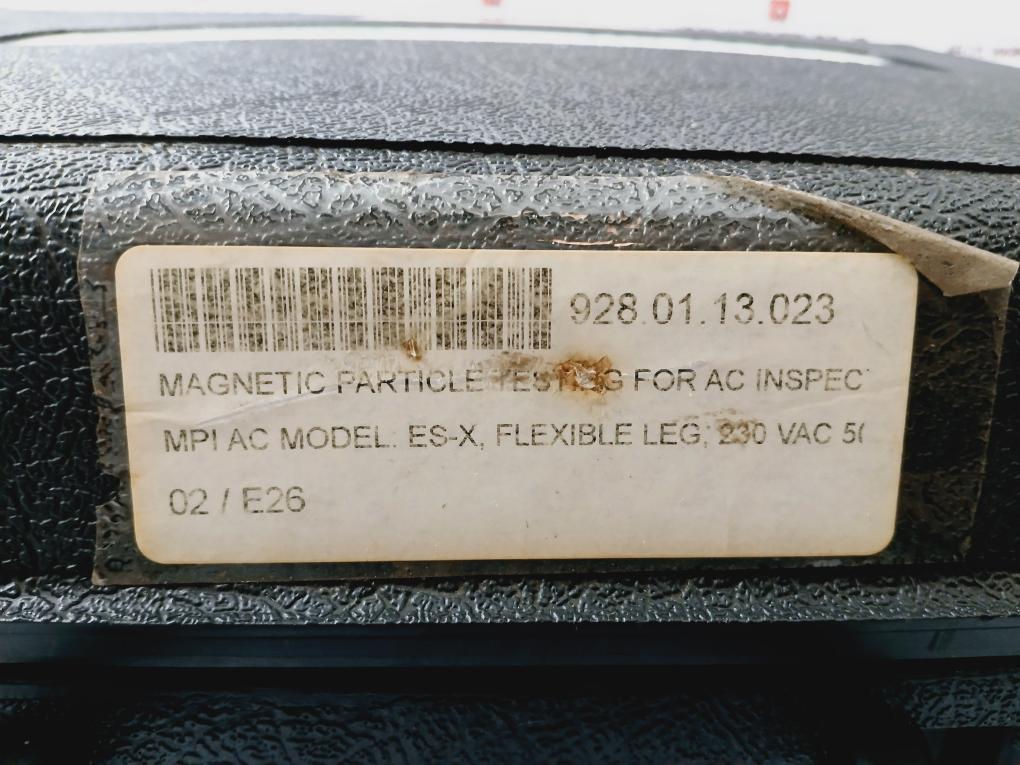 928.01.13.023
MAGNETIC PARTICLE TESTING FOR AC INSPECT
MPI AC MODEL: ES-X, FLEXIBLE LEG, 230 VAC 50
02 / E26